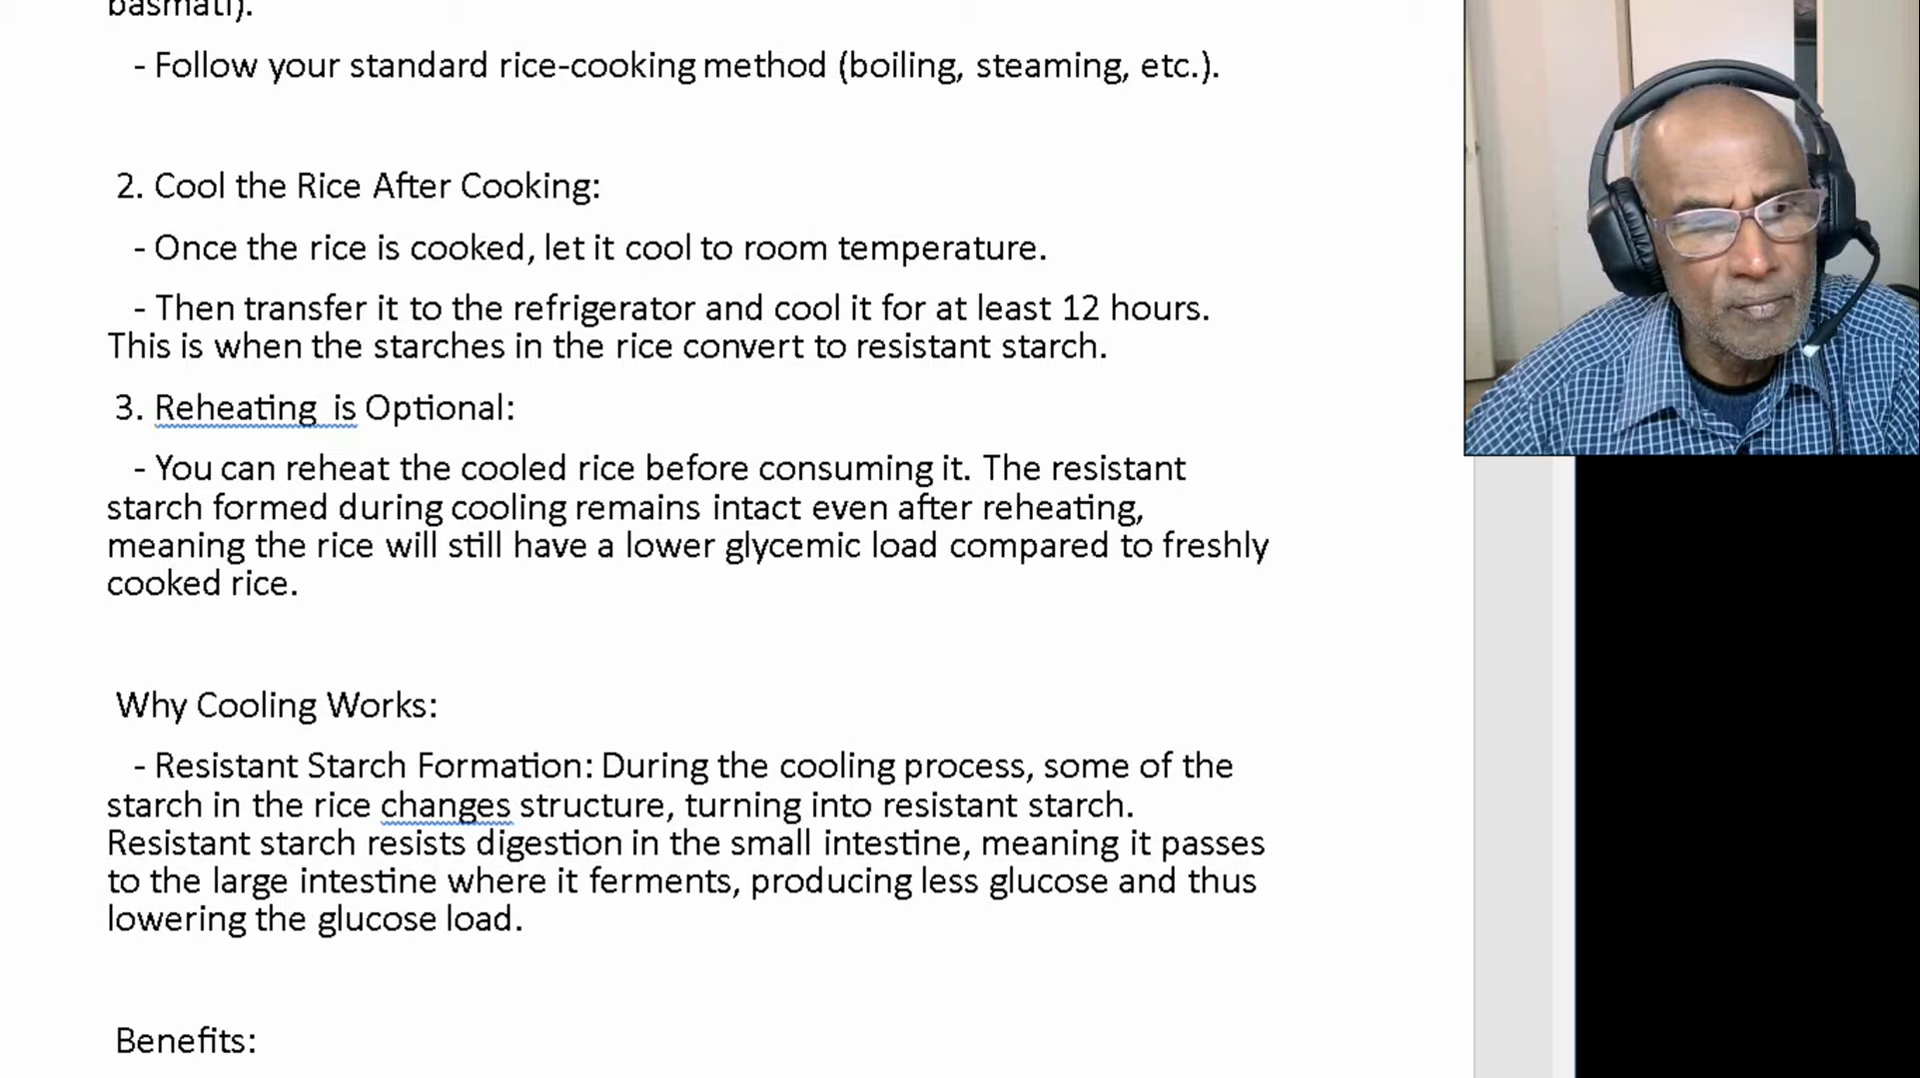 basmati).
- Follow your standard rice-cooking method (boiling, steaming, etc.).
2. Cool the Rice After Cooking:
- Once the rice is cooked, let it cool to room temperature.
- Then transfer it to the refrigerator and cool it for at least 12 hours.
This is when the starches in the rice convert to resistant starch.
3. Reheating is Optional:
- You can reheat the cooled rice before consuming it. The resistant
starch formed during cooling remains intact even after reheating,
meaning the rice will still have a lower glycemic load compared to freshly
cooked rice.
Why Cooling Works:
- Resistant Starch Formation: During the cooling process, some of the
starch in the rice changes structure, turning into resistant starch.
Resistant starch resists digestion in the small intestine, meaning it passes
to the large intestine where it ferments, producing less glucose and thus
lowering the glucose load.
Benefits: